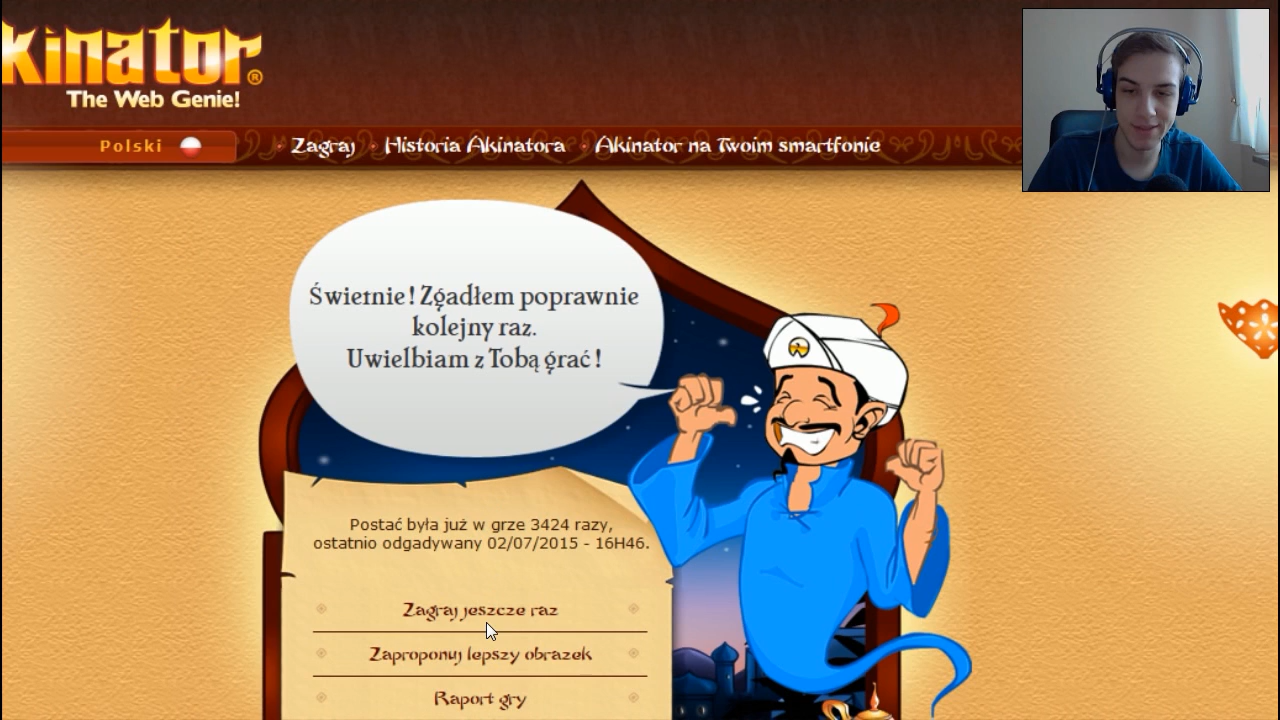 kinator®
The Web Genie!
Polski
Zagraj
Historia Akinatora
Akinator na Twoim smartfonie
Świetnie! Zgadłem poprawnie
kolejny raz.
Uwielbiam z Tobą grać!
Postać była już w grze 3424 razy,
ostatnio odgadywany 02/07/2015 - 16H46.
Zagraj jeszcze raz
Zaproponuj lepszy obrazek
Raport gry